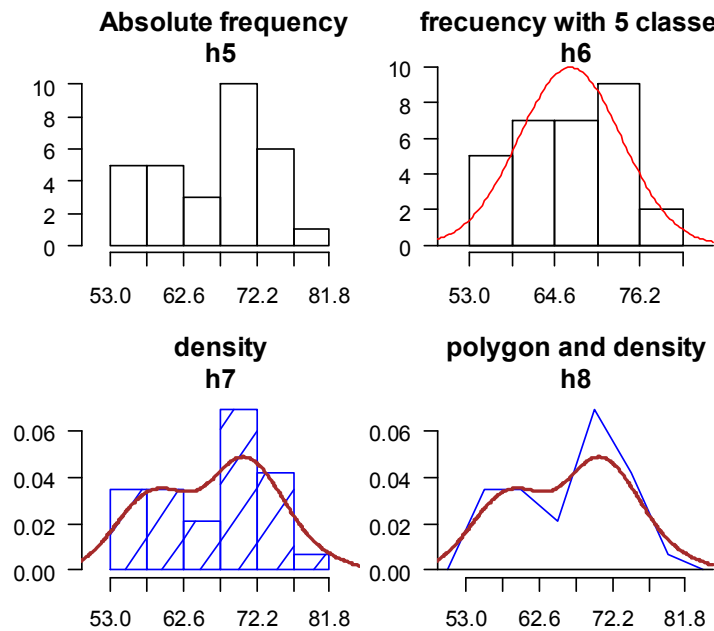 Absolute frequency
h5
10
8
6
4
2
0
53.0 62.6 72.2 81.8
frecuency with 5 classe
h6
10
8
6
4
2
0
53.0 64.6 76.2
density
h7
0.06
0.04
0.02
0.00
53.0 62.6 72.2 81.8
polygon and density
h8
0.06
0.04
0.02
0.00
53.0 62.6 72.2 81.8